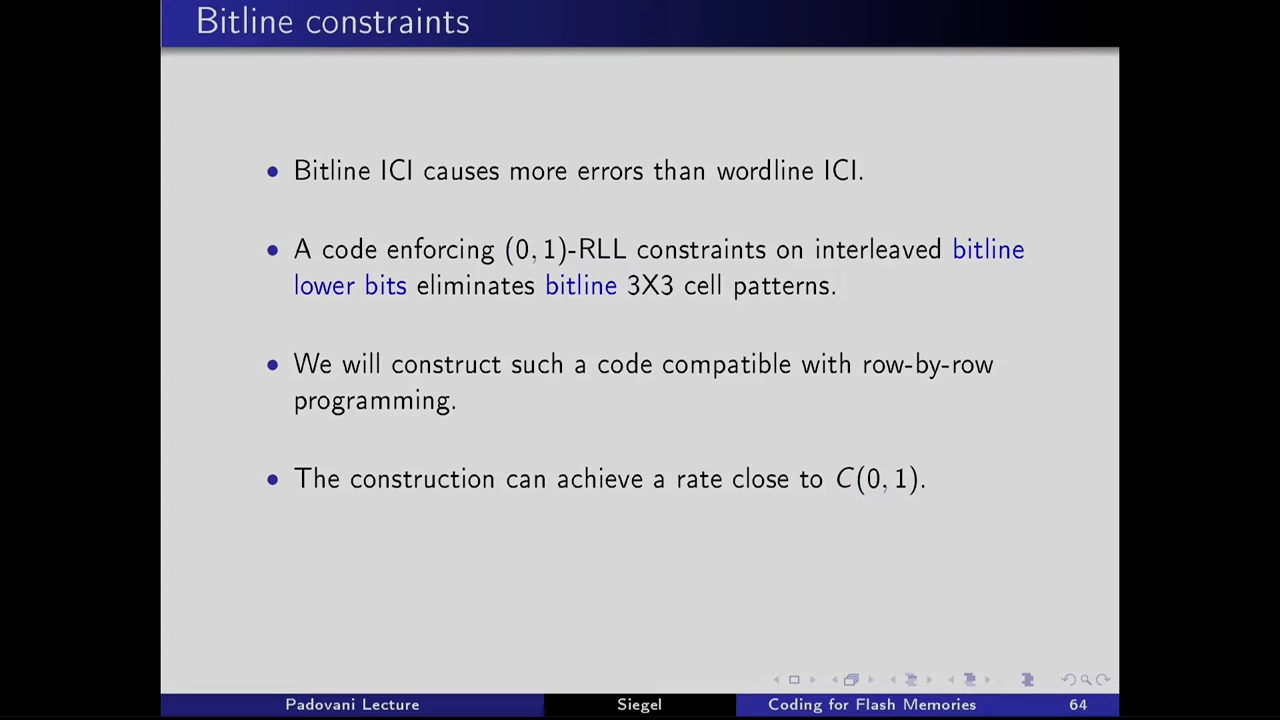 Bitline constraints
• Bitline ICI causes more errors than wordline ICI.
• A code enforcing (0, 1)-RLL constraints on interleaved bitline
lower bits eliminates bitline 3X3 cell patterns.
• We will construct such a code compatible with row-by-row
programming.
• The construction can achieve a rate close to C(0, 1).
Padovani Lecture
Siegel
Coding for Flash Memories
64